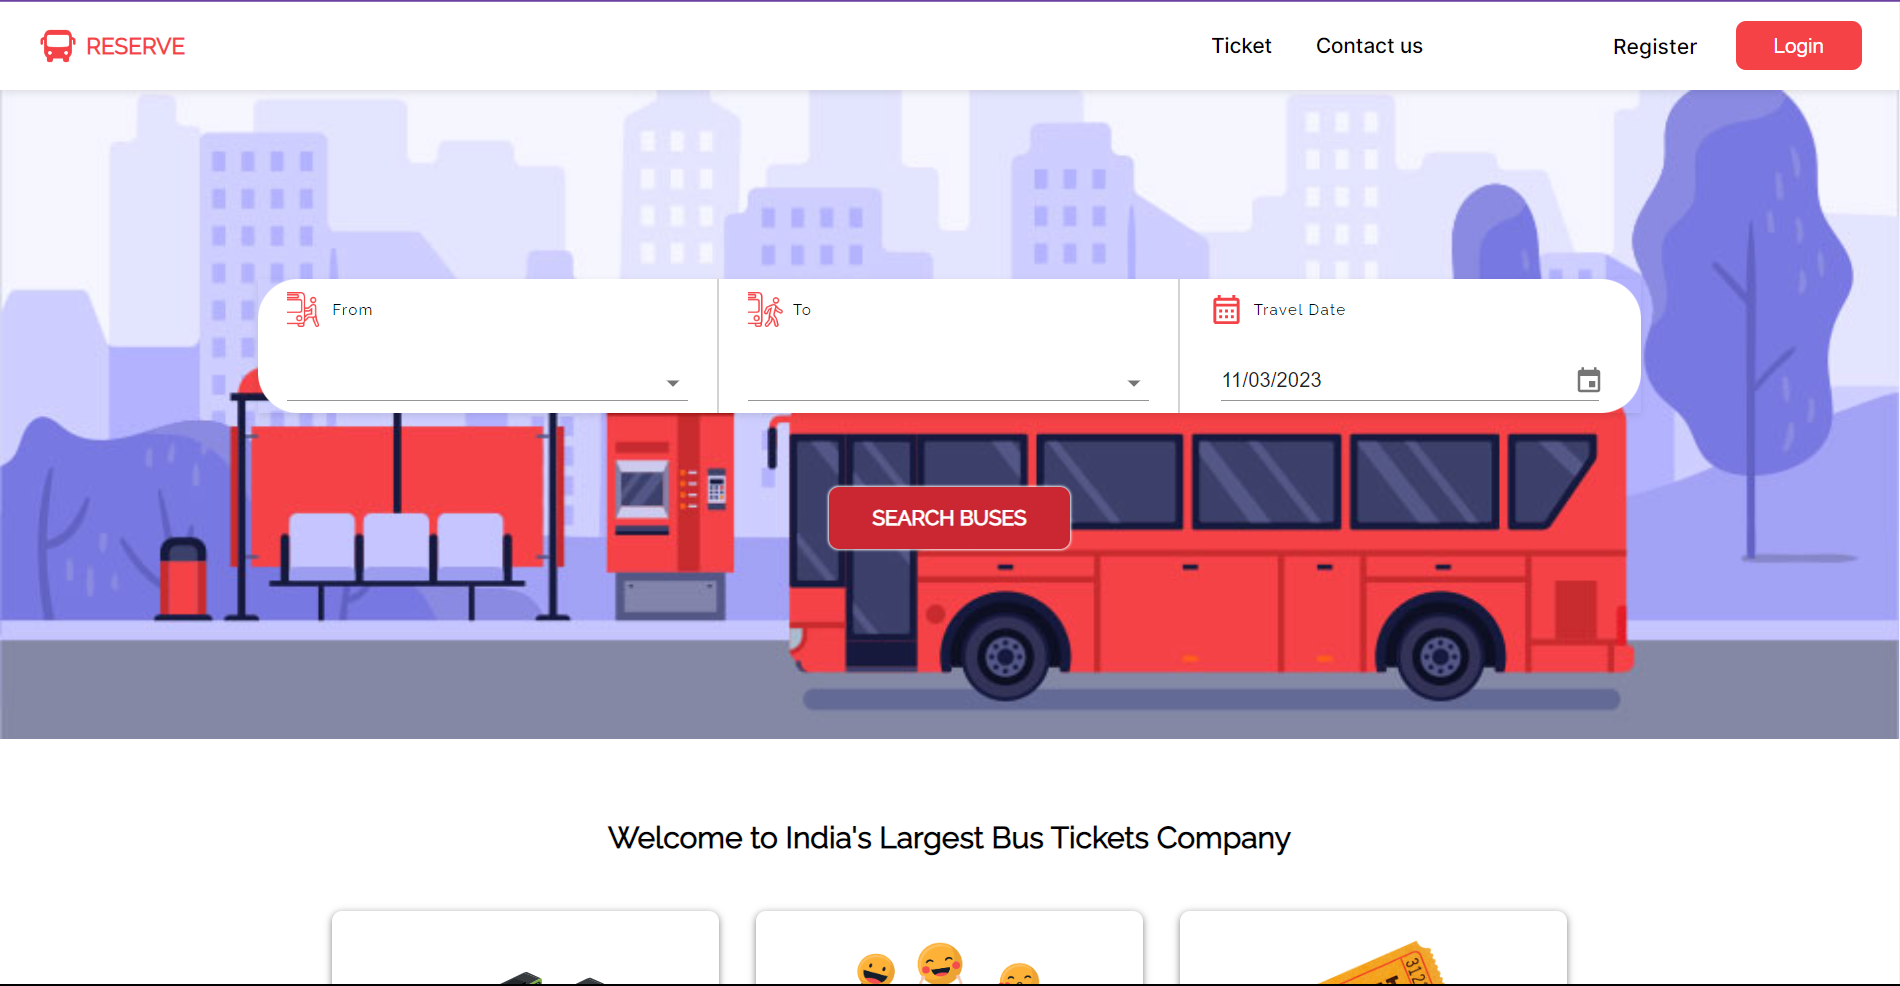 RESERVE
Ticket
Contact us
Register
Login
From
To
Travel Date
11/03/2023
SEARCH BUSES
Welcome to India's Largest Bus Tickets Company